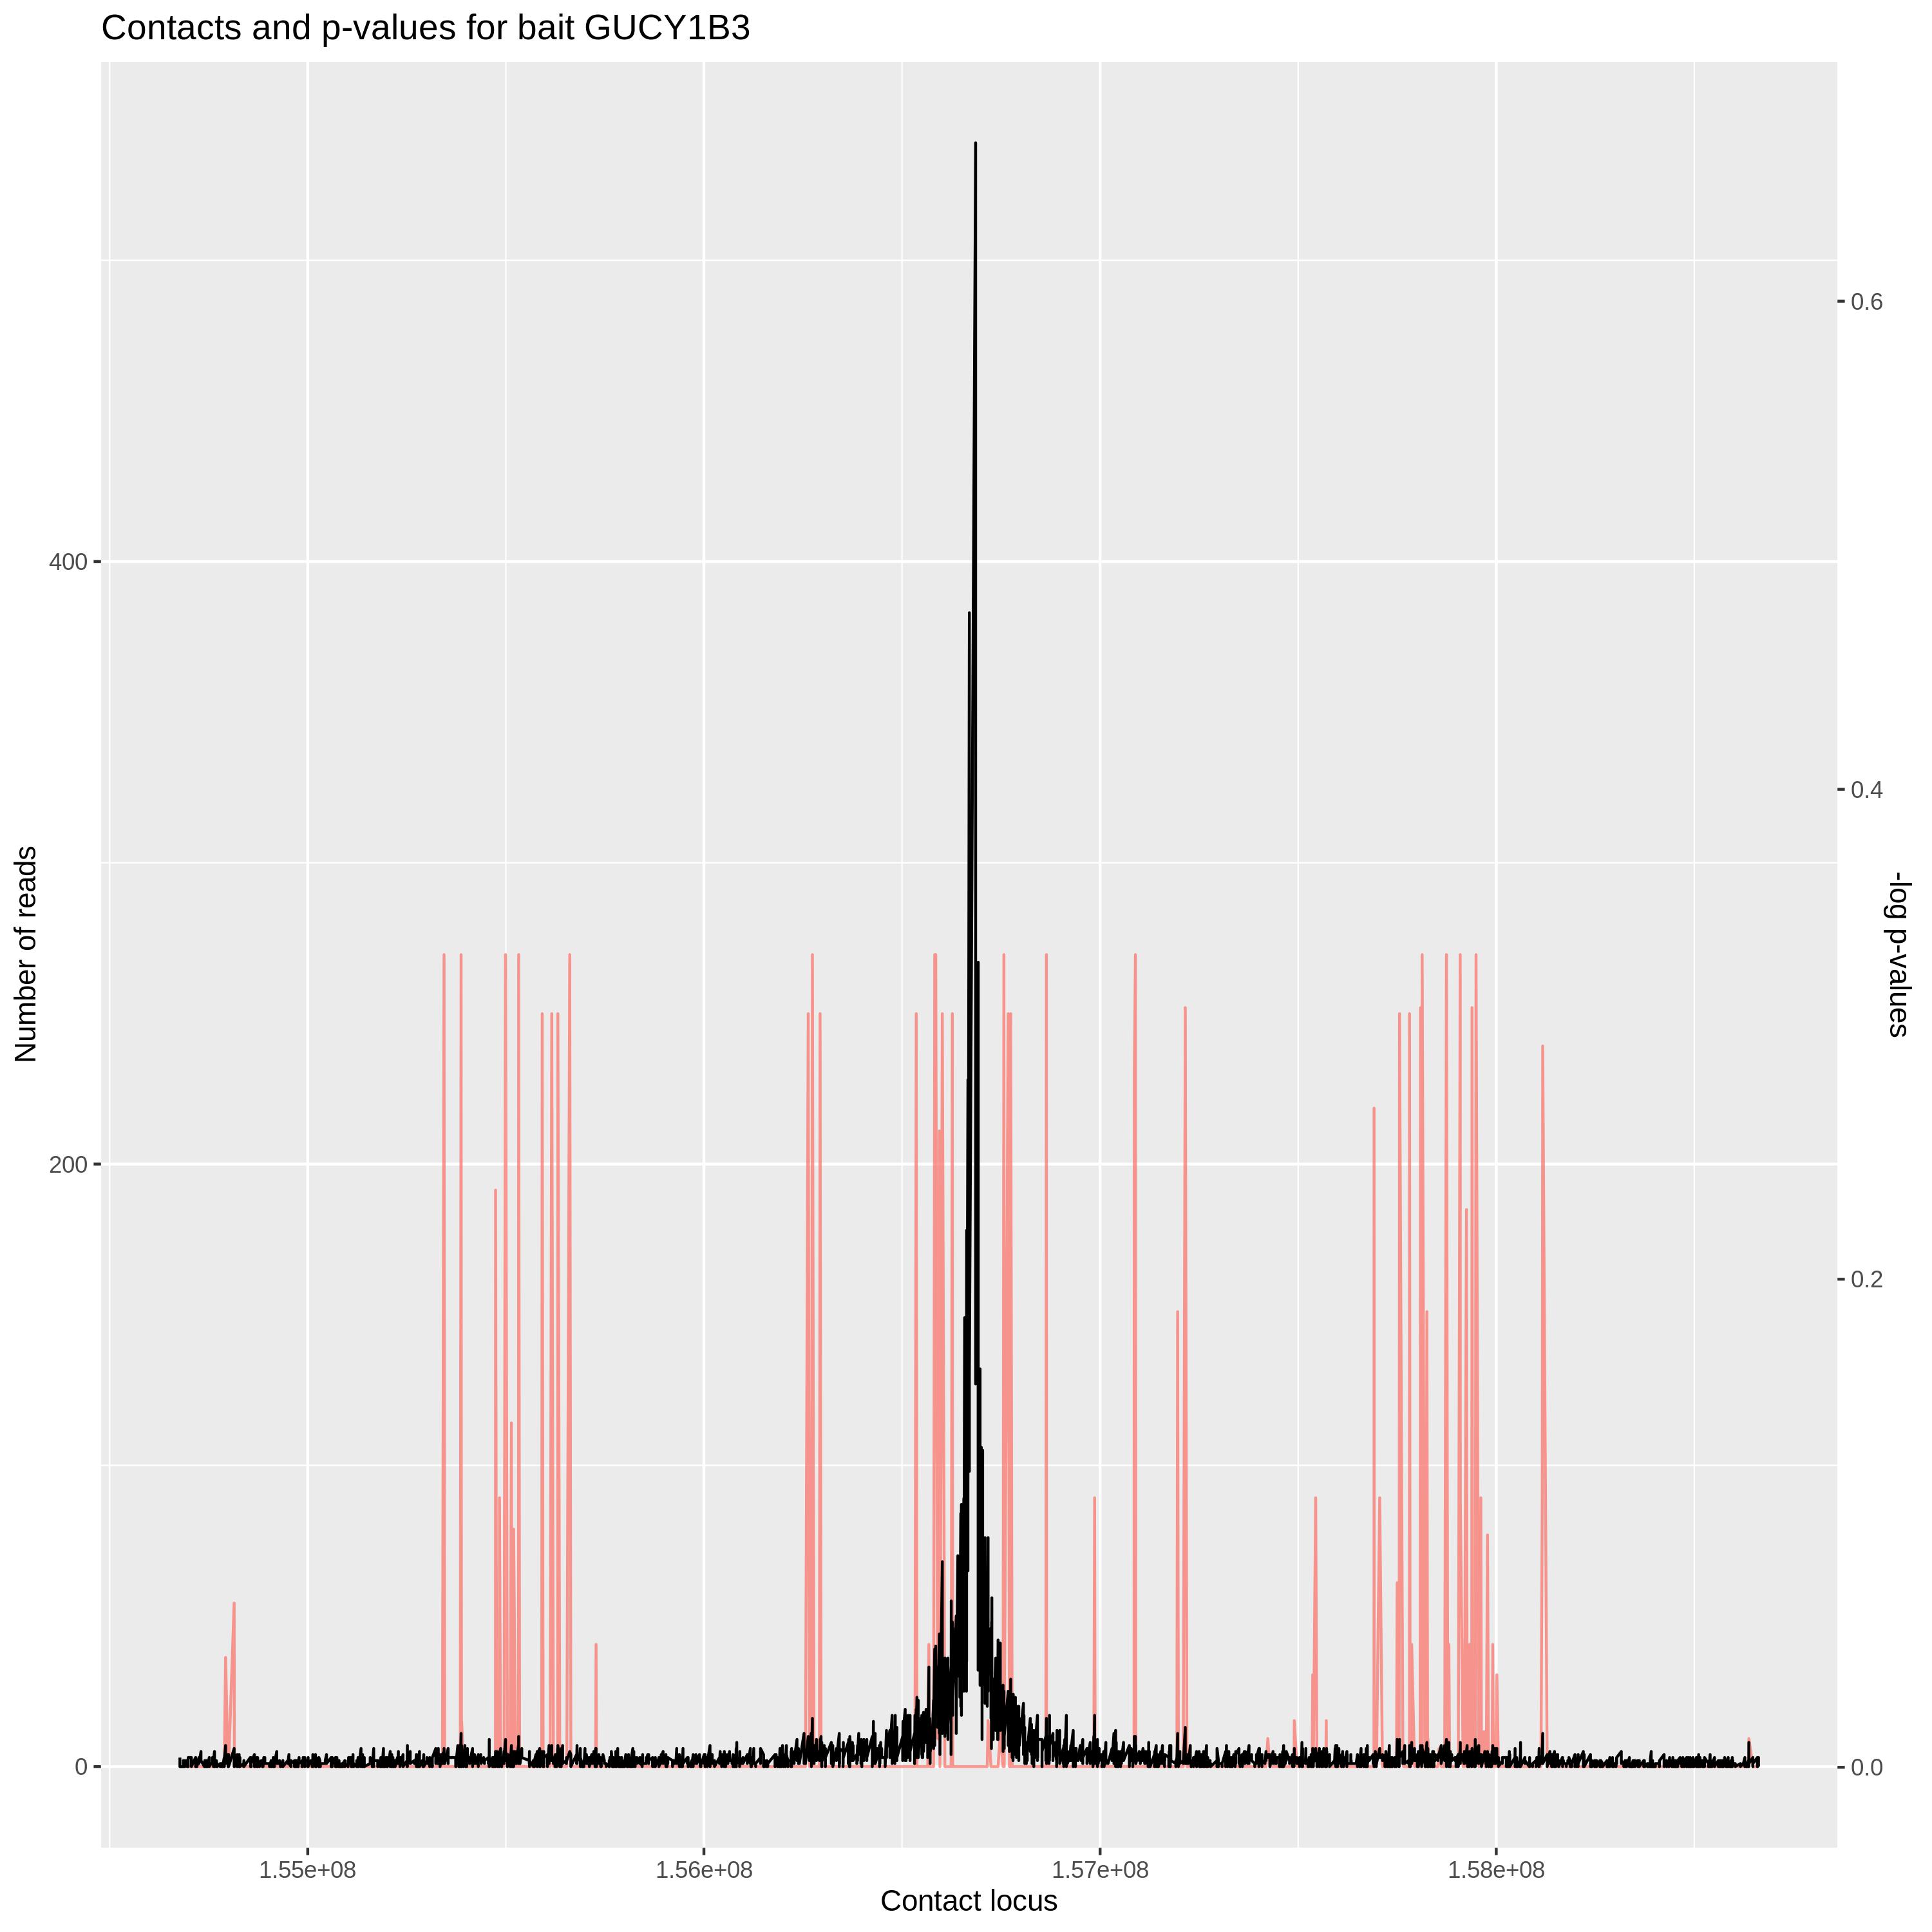 Contacts and p-values for bait GUCY1B3
Number of reads
400
200
0
0.6
0.4
0.2
0.0
-log p-values
1.55e+08 1.56e+08 1.57e+08 1.58e+08
Contact locus